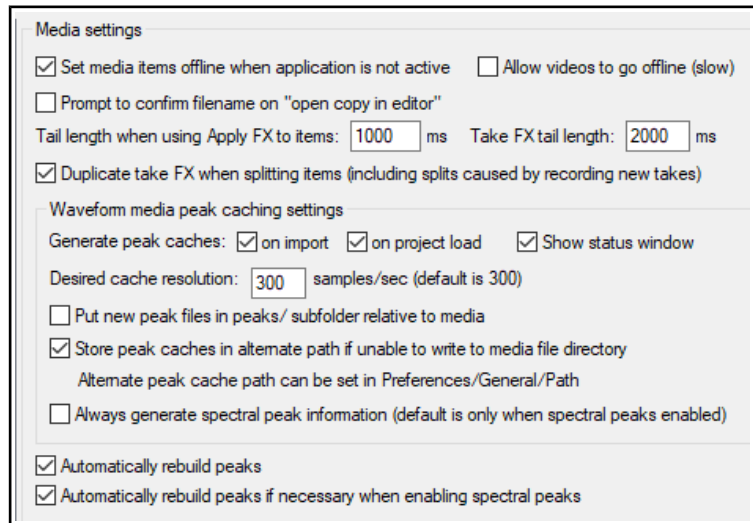 Media settings
Set media items offline when application is not active Allow videos to go offline (slow)
Prompt to confirm filename on "open copy in editor"
Tail length when using Apply FX to items: 1000 ms Take FX tail length: 2000 ms
Duplicate take FX when splitting items (including splits caused by recording new takes)
Waveform media peak caching settings
Generate peak caches: on import on project load Show status window
Desired cache resolution: 300 samples/sec (default is 300)
Put new peak files in peaks/ subfolder relative to media
Store peak caches in alternate path if unable to write to media file directory
Alternate peak cache path can be set in Preferences/General/Path
Always generate spectral peak information (default is only when spectral peaks enabled)
Automatically rebuild peaks
Automatically rebuild peaks if necessary when enabling spectral peaks